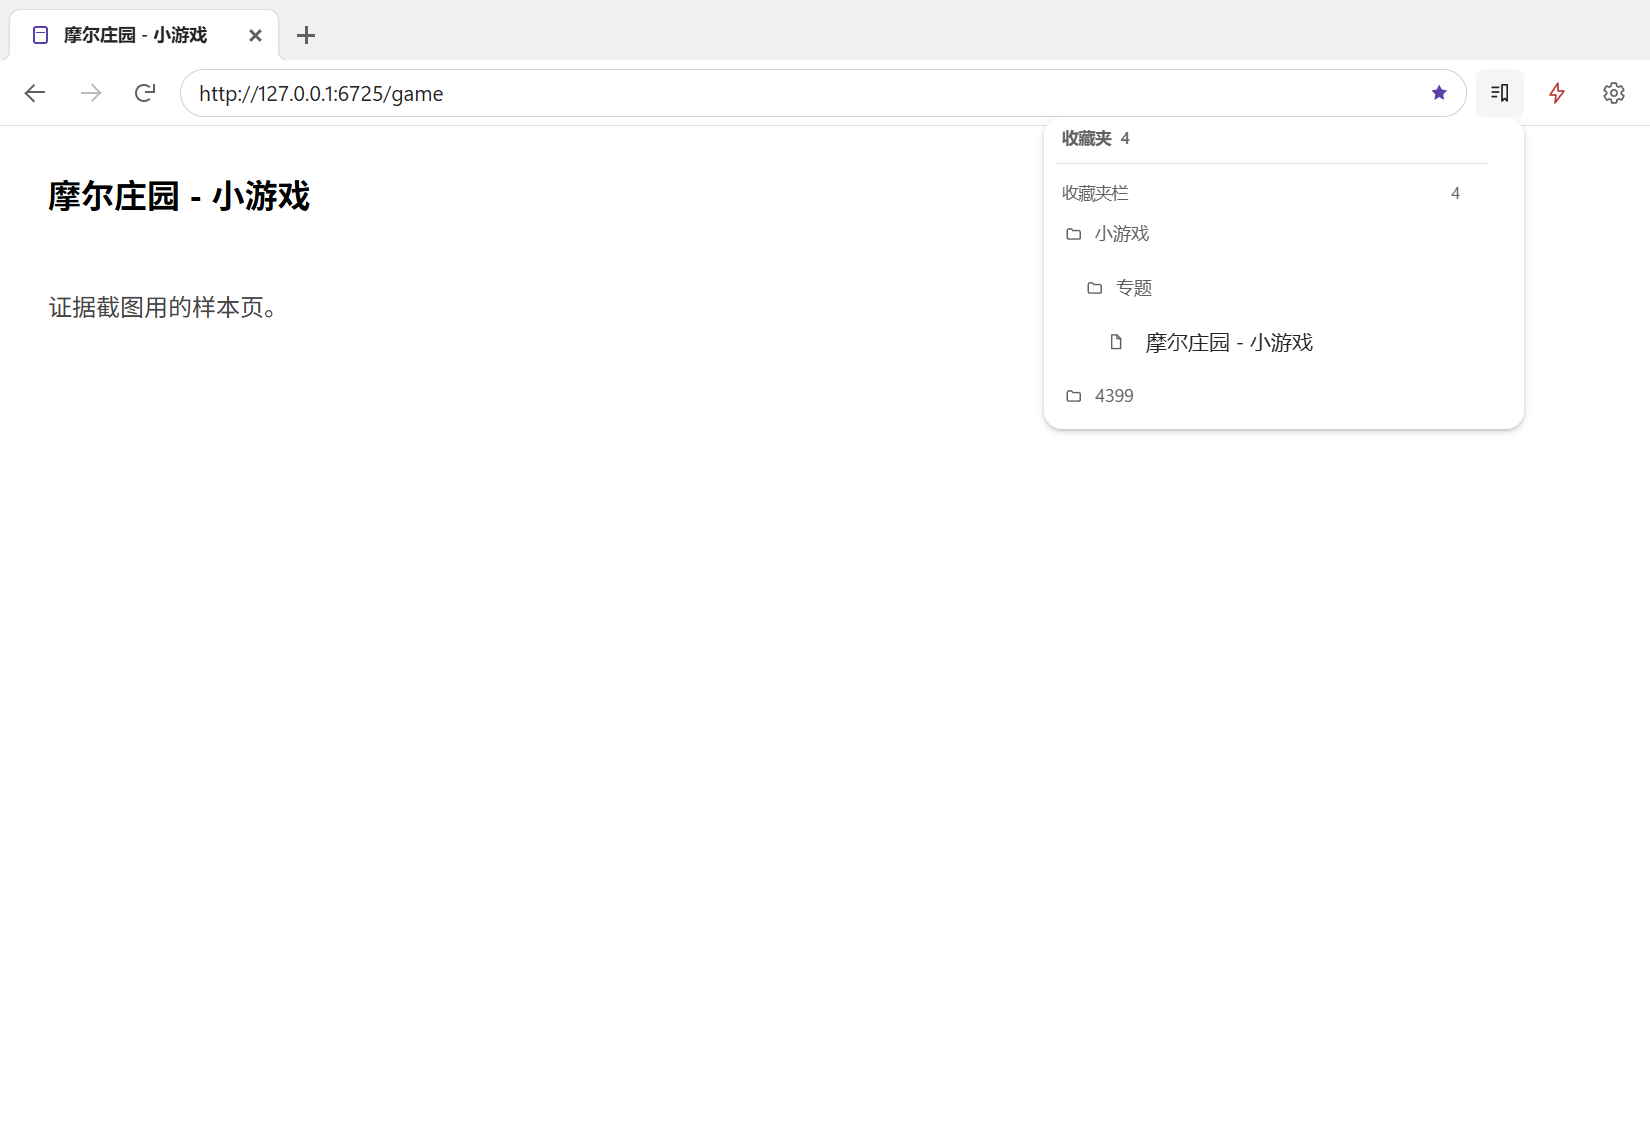 摩尔庄园 - 小游戏
http://127.0.0.1:6725/game
收藏夹 4
收藏夹栏 4
小游戏
专题
摩尔庄园 - 小游戏
4399
摩尔庄园 - 小游戏
证据截图用的样本页。